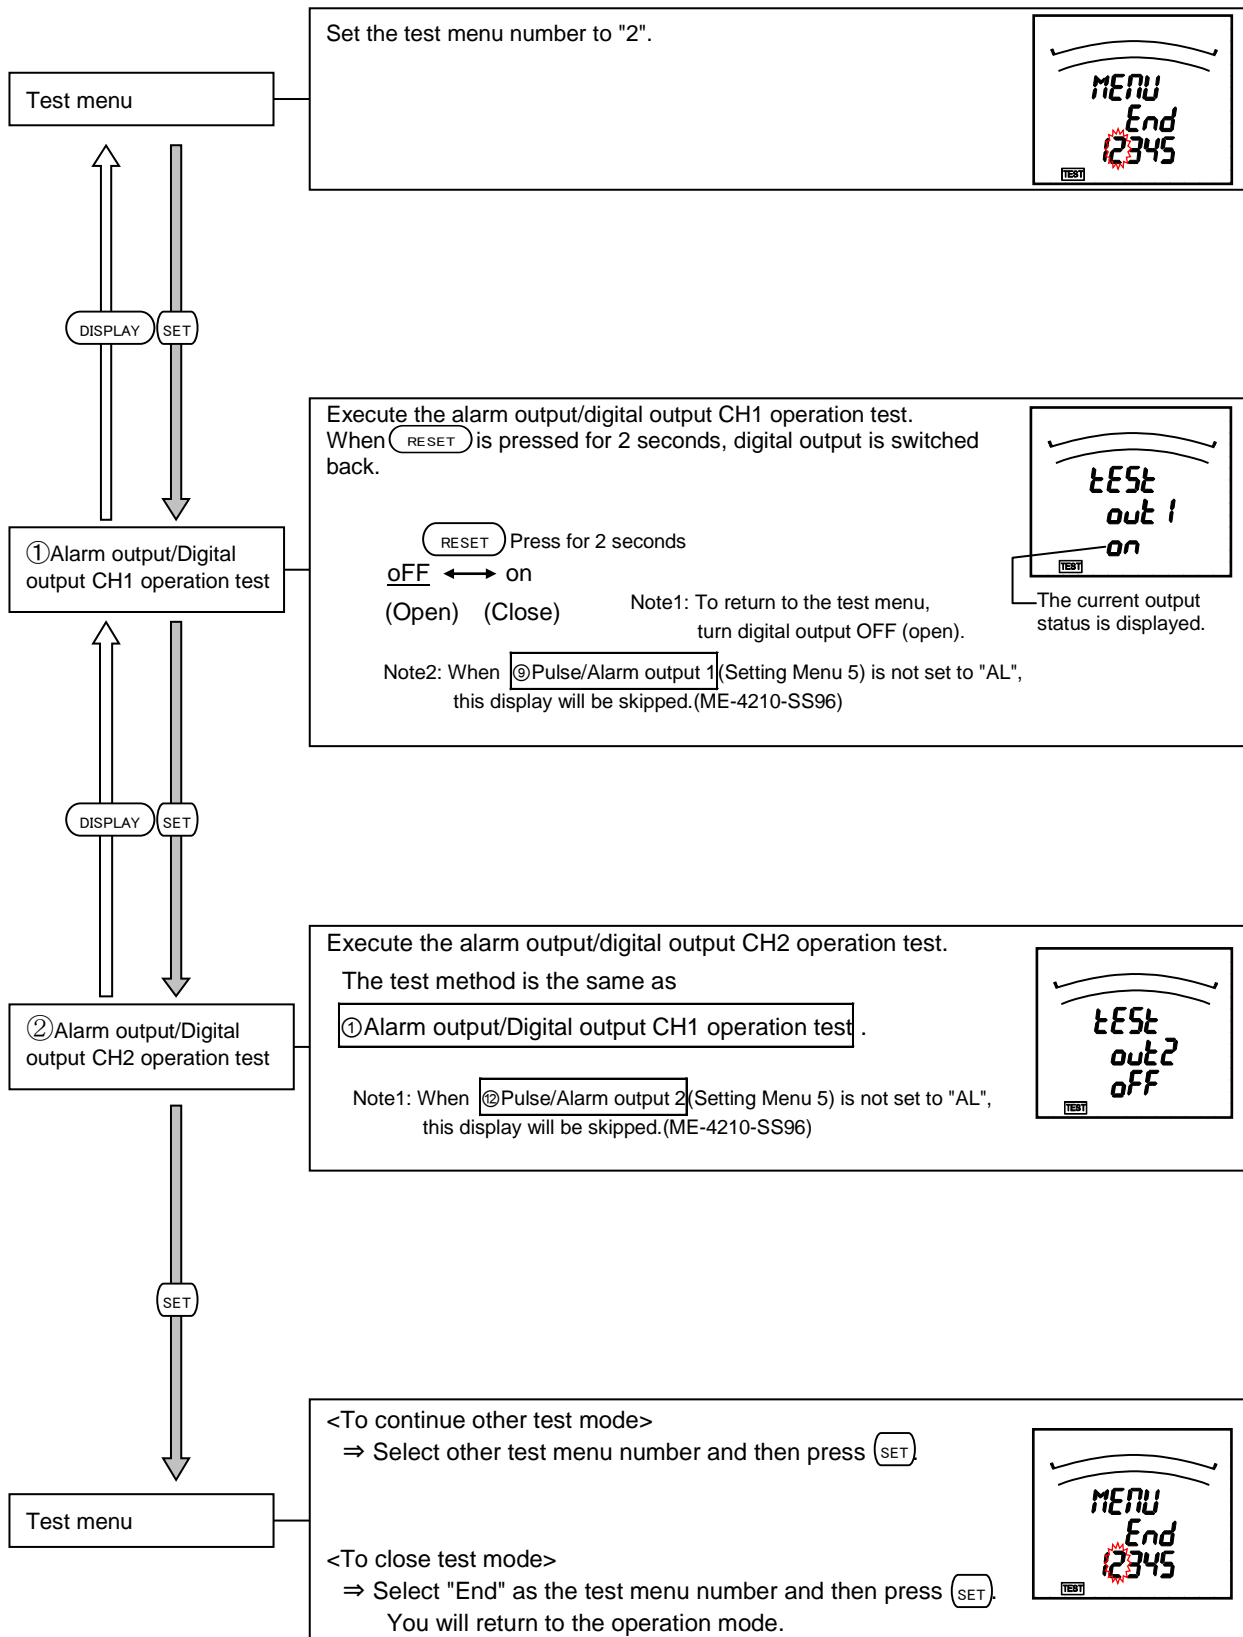 Set the test menu number to "2".
Test menu
MENU
End
12345
TEST
DISPLAY
SET
Execute the alarm output/digital output CH1 operation test.
When RESET is pressed for 2 seconds, digital output is switched
back.
RESET Press for 2 seconds
oFF ↔ on
(Open) (Close)
Note1: To return to the test menu,
turn digital output OFF (open).
Note2: When ⑨Pulse/Alarm output 1 (Setting Menu 5) is not set to "AL",
this display will be skipped.(ME-4210-SS96)
tESt
out 1
on
TEST
The current output
status is displayed.
①Alarm output/Digital
output CH1 operation test
DISPLAY
SET
Execute the alarm output/digital output CH2 operation test.
The test method is the same as
①Alarm output/Digital output CH1 operation test .
Note1: When ⑫Pulse/Alarm output 2 (Setting Menu 5) is not set to "AL",
this display will be skipped.(ME-4210-SS96)
tESt
out2
oFF
TEST
②Alarm output/Digital
output CH2 operation test
SET
<To continue other test mode>
⇒ Select other test menu number and then press SET.
<To close test mode>
⇒ Select "End" as the test menu number and then press SET.
You will return to the operation mode.
Test menu
MENU
End
12345
TEST